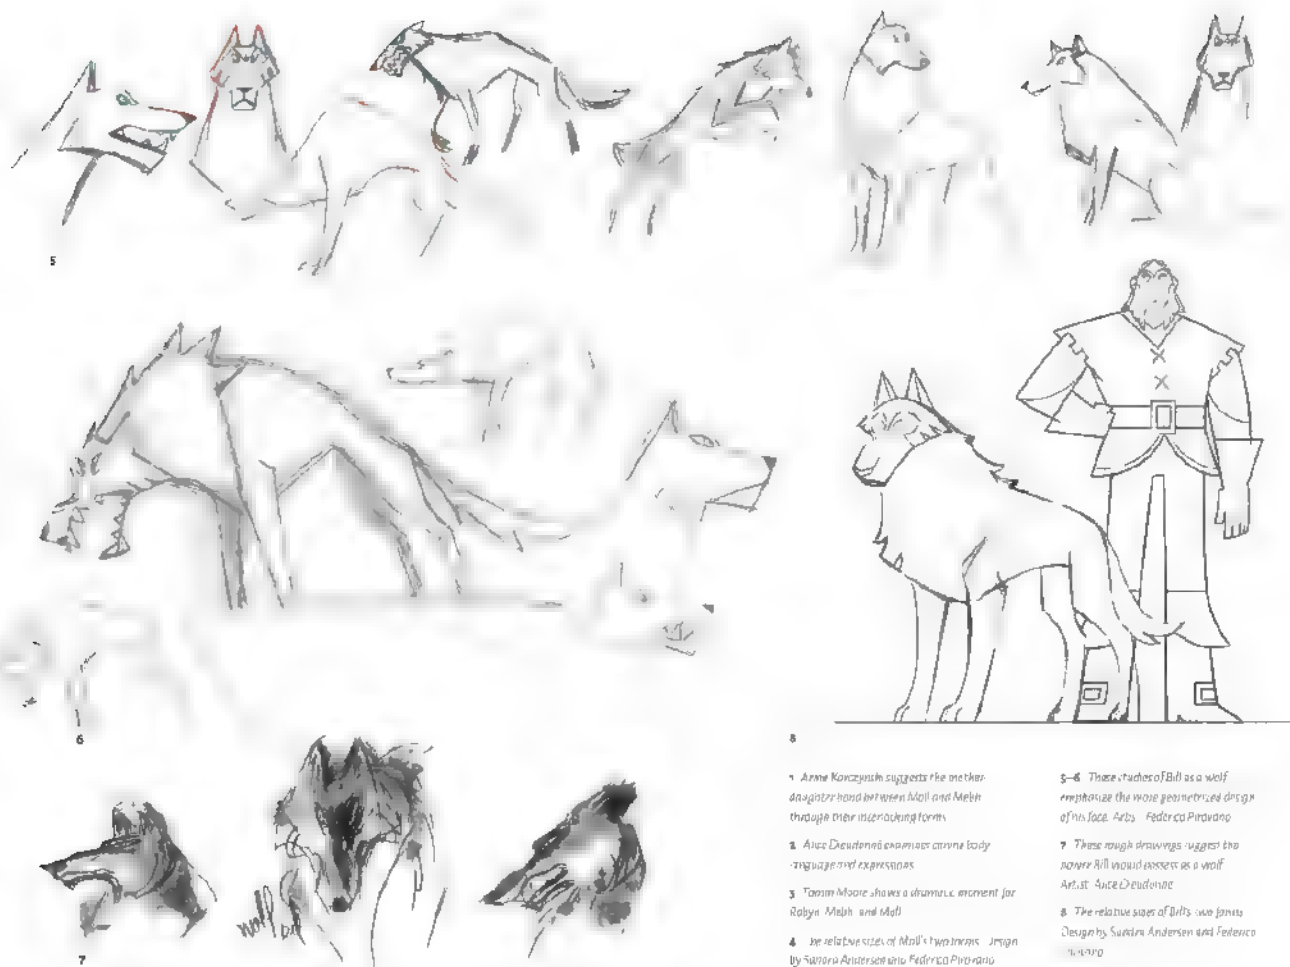 5
6
8
7
wolf
1 Anne Korczynski suggests the mother-
daughter bond between Moll and Mebh
through their interlocking forms
2 Alice Dieudonné examines canine body
language and expressions
3 Tomm Moore shows a dramatic moment for
Robyn Mebh and Moll
4 The relative sizes of Moll's two forms Design
by Sandra Andersen and Federico Pirovano
5–6 These studies of Bill as a wolf
emphasize the more geometrized design
of his face Federico Pirovano
7 These rough drawings suggest the
power Bill would possess as a wolf
Artist Alice Dieudonné
8 The relative sizes of Bill's two forms
Design by Sandra Andersen and Federico